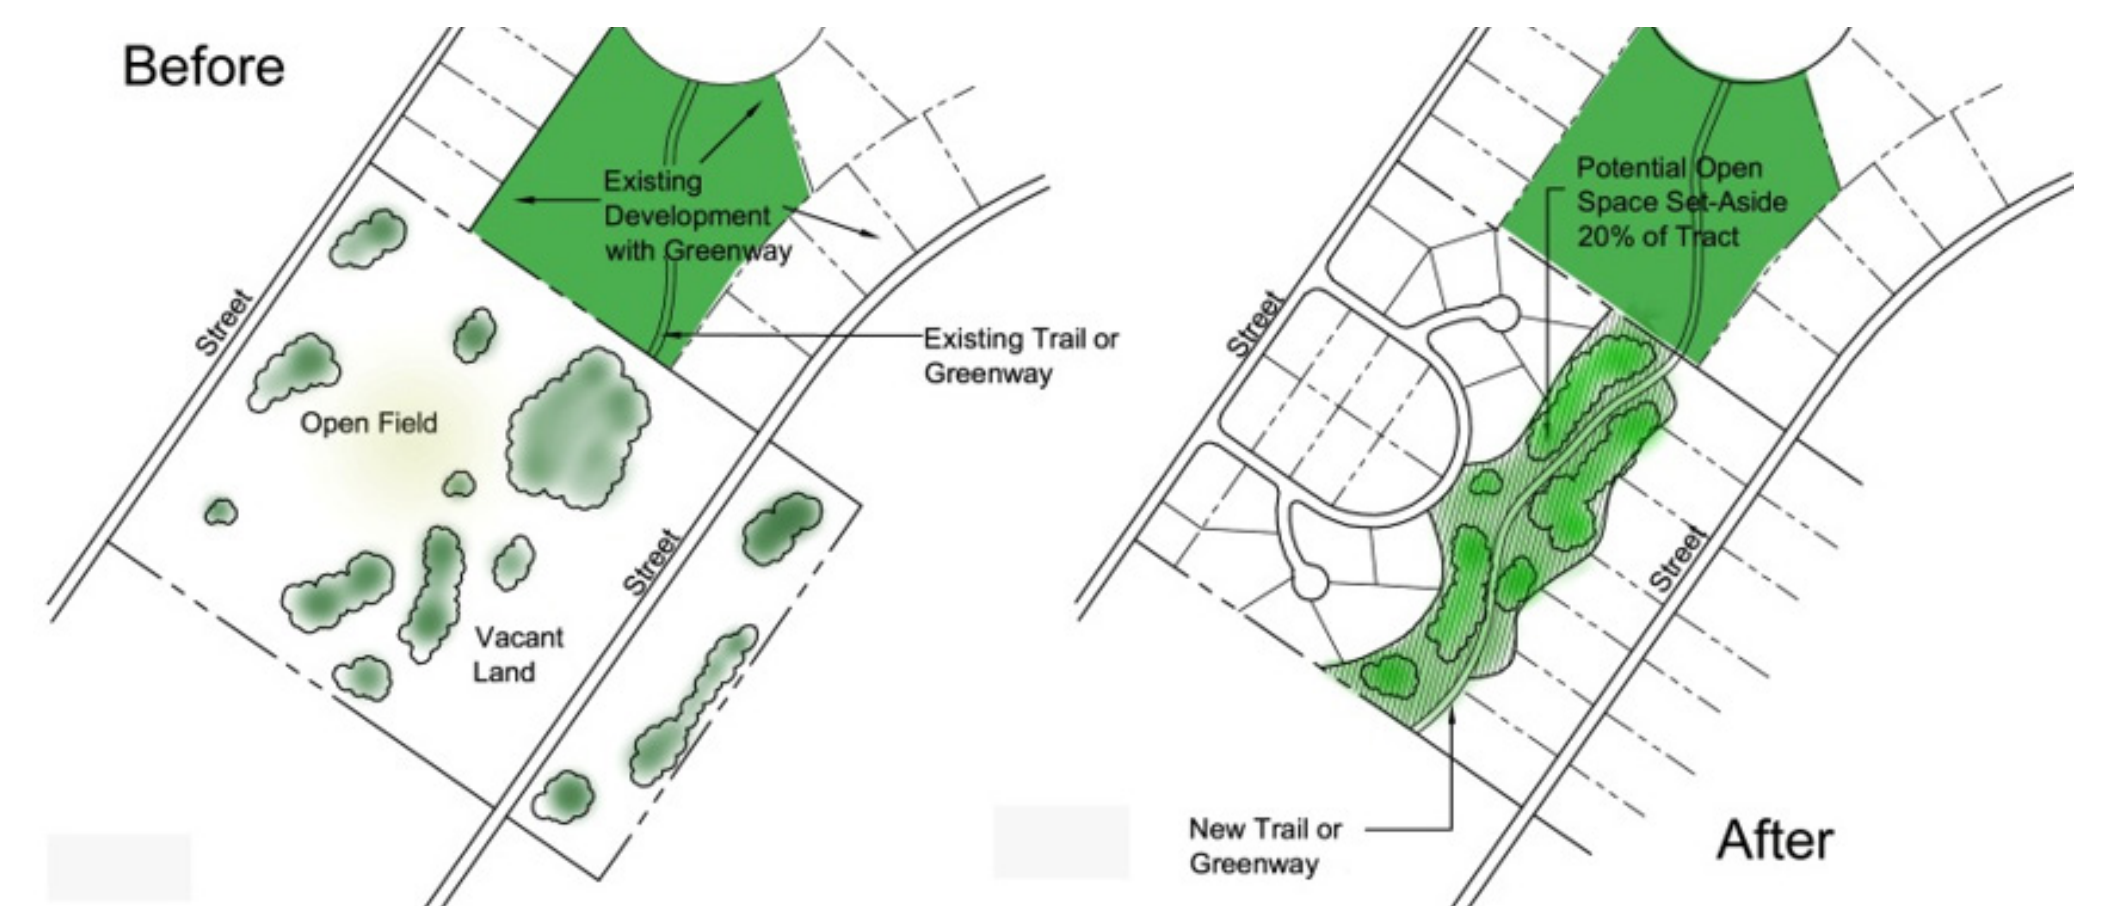 Before
Existing
Development
with Greenway
Street
Existing Trail or
Greenway
Open Field
Street
Vacant
Land
Potential Open
Space Set-Aside
20% of Tract
Street
Street
New Trail or
Greenway
After